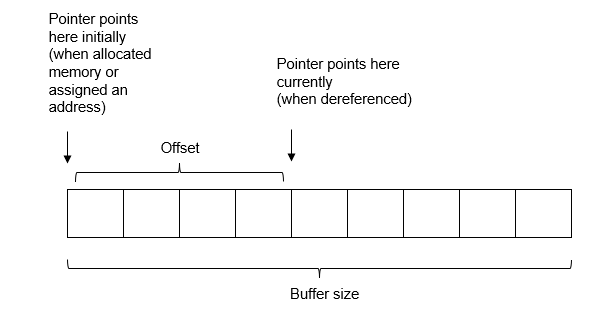 Pointer points
here initially
(when allocated
memory or
assigned an
address)
Pointer points here
currently
(when dereferenced)
Offset
Buffer size